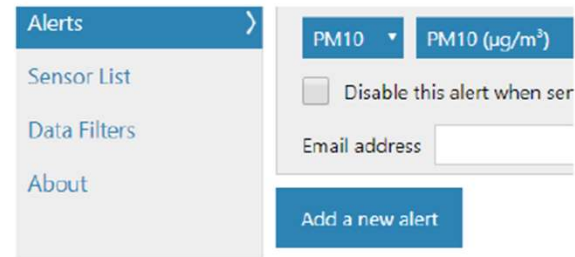 Alerts
Sensor List
Data Filters
About
PM10 PM10 (µg/m³)
Disable this alert when
Email address
Add a new alert